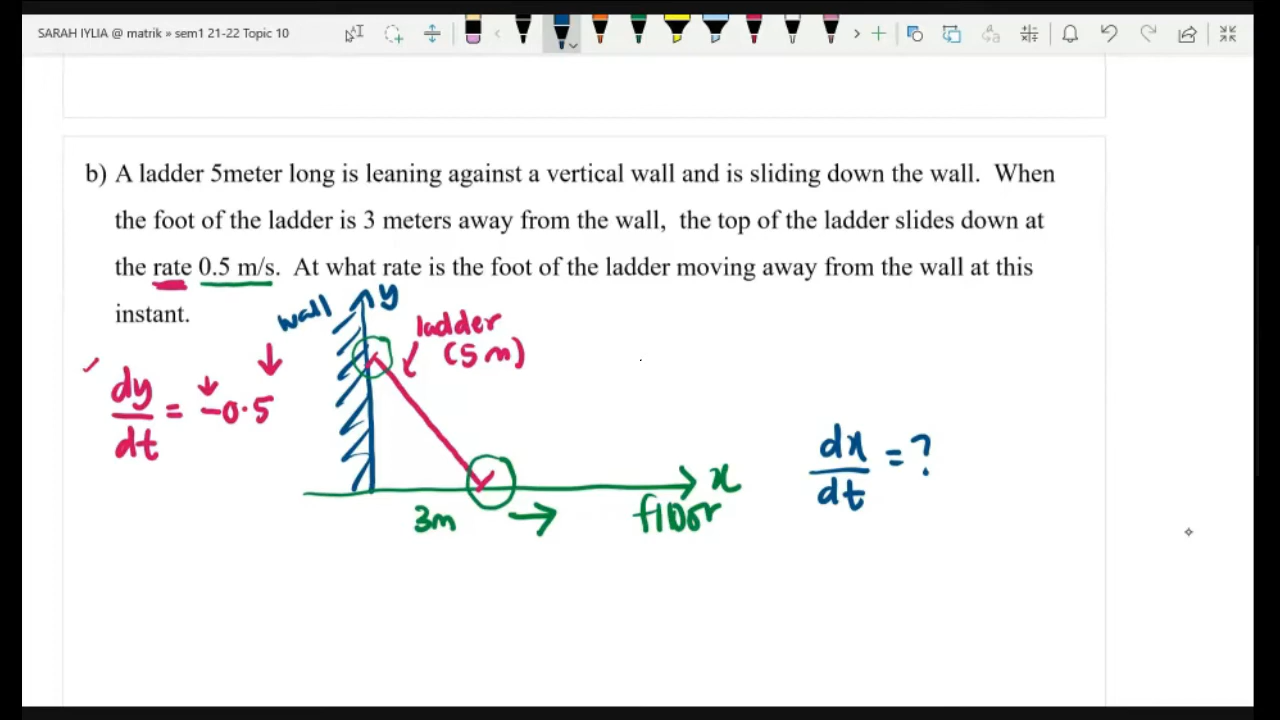 SARAH IYLIA @ matrik » sem1 21-22 Topic 10
b) A ladder 5meter long is leaning against a vertical wall and is sliding down the wall. When
the foot of the ladder is 3 meters away from the wall, the top of the ladder slides down at
the rate 0.5 m/s. At what rate is the foot of the ladder moving away from the wall at this
instant.
wall
y
ladder
(5 m)
dy/dt = -0.5
dx/dt = ?
x
3m
floor